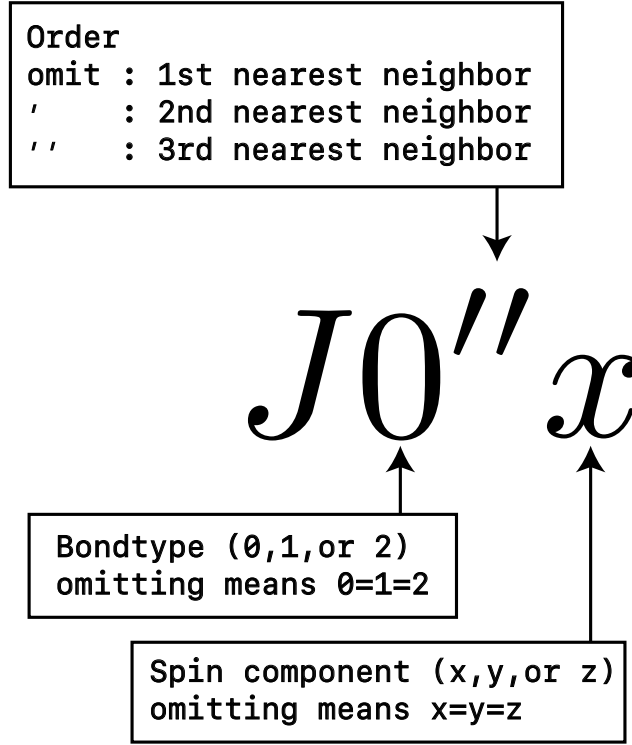 Order
omit : 1st nearest neighbor
′ : 2nd nearest neighbor
′′ : 3rd nearest neighbor
J0′′x
Bondtype (0,1,or 2)
omitting means 0=1=2
Spin component (x,y,or z)
omitting means x=y=z